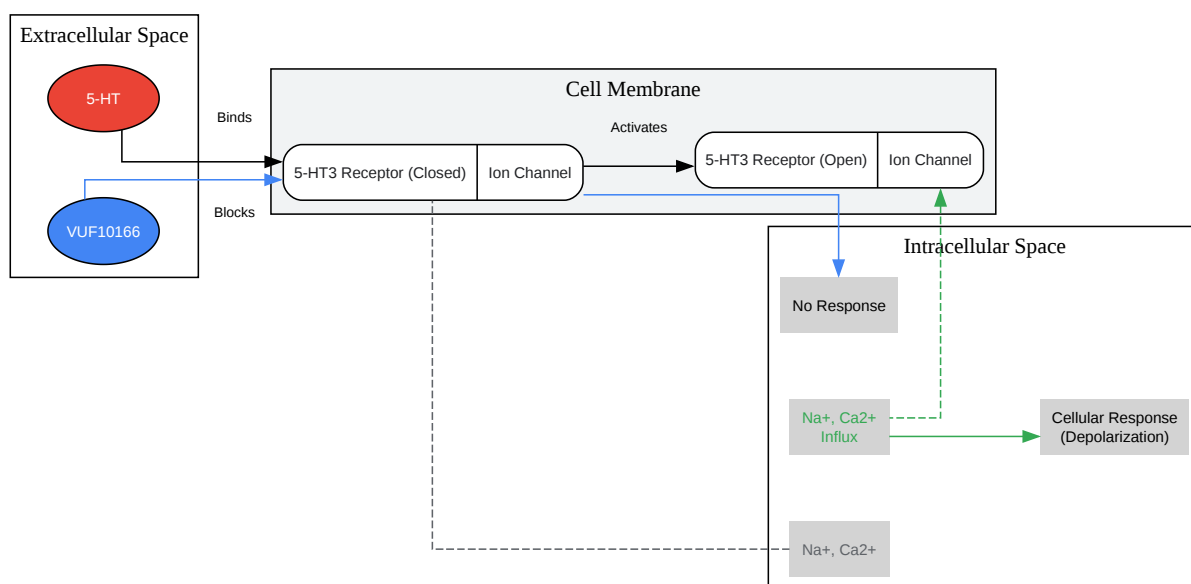 Extracellular Space
5-HT
VUF10166
Binds
Blocks
Cell Membrane
Activates
5-HT3 Receptor (Closed)
Ion Channel
5-HT3 Receptor (Open)
Ion Channel
Intracellular Space
No Response
Na+, Ca2+
Influx
Cellular Response
(Depolarization)
Na+, Ca2+